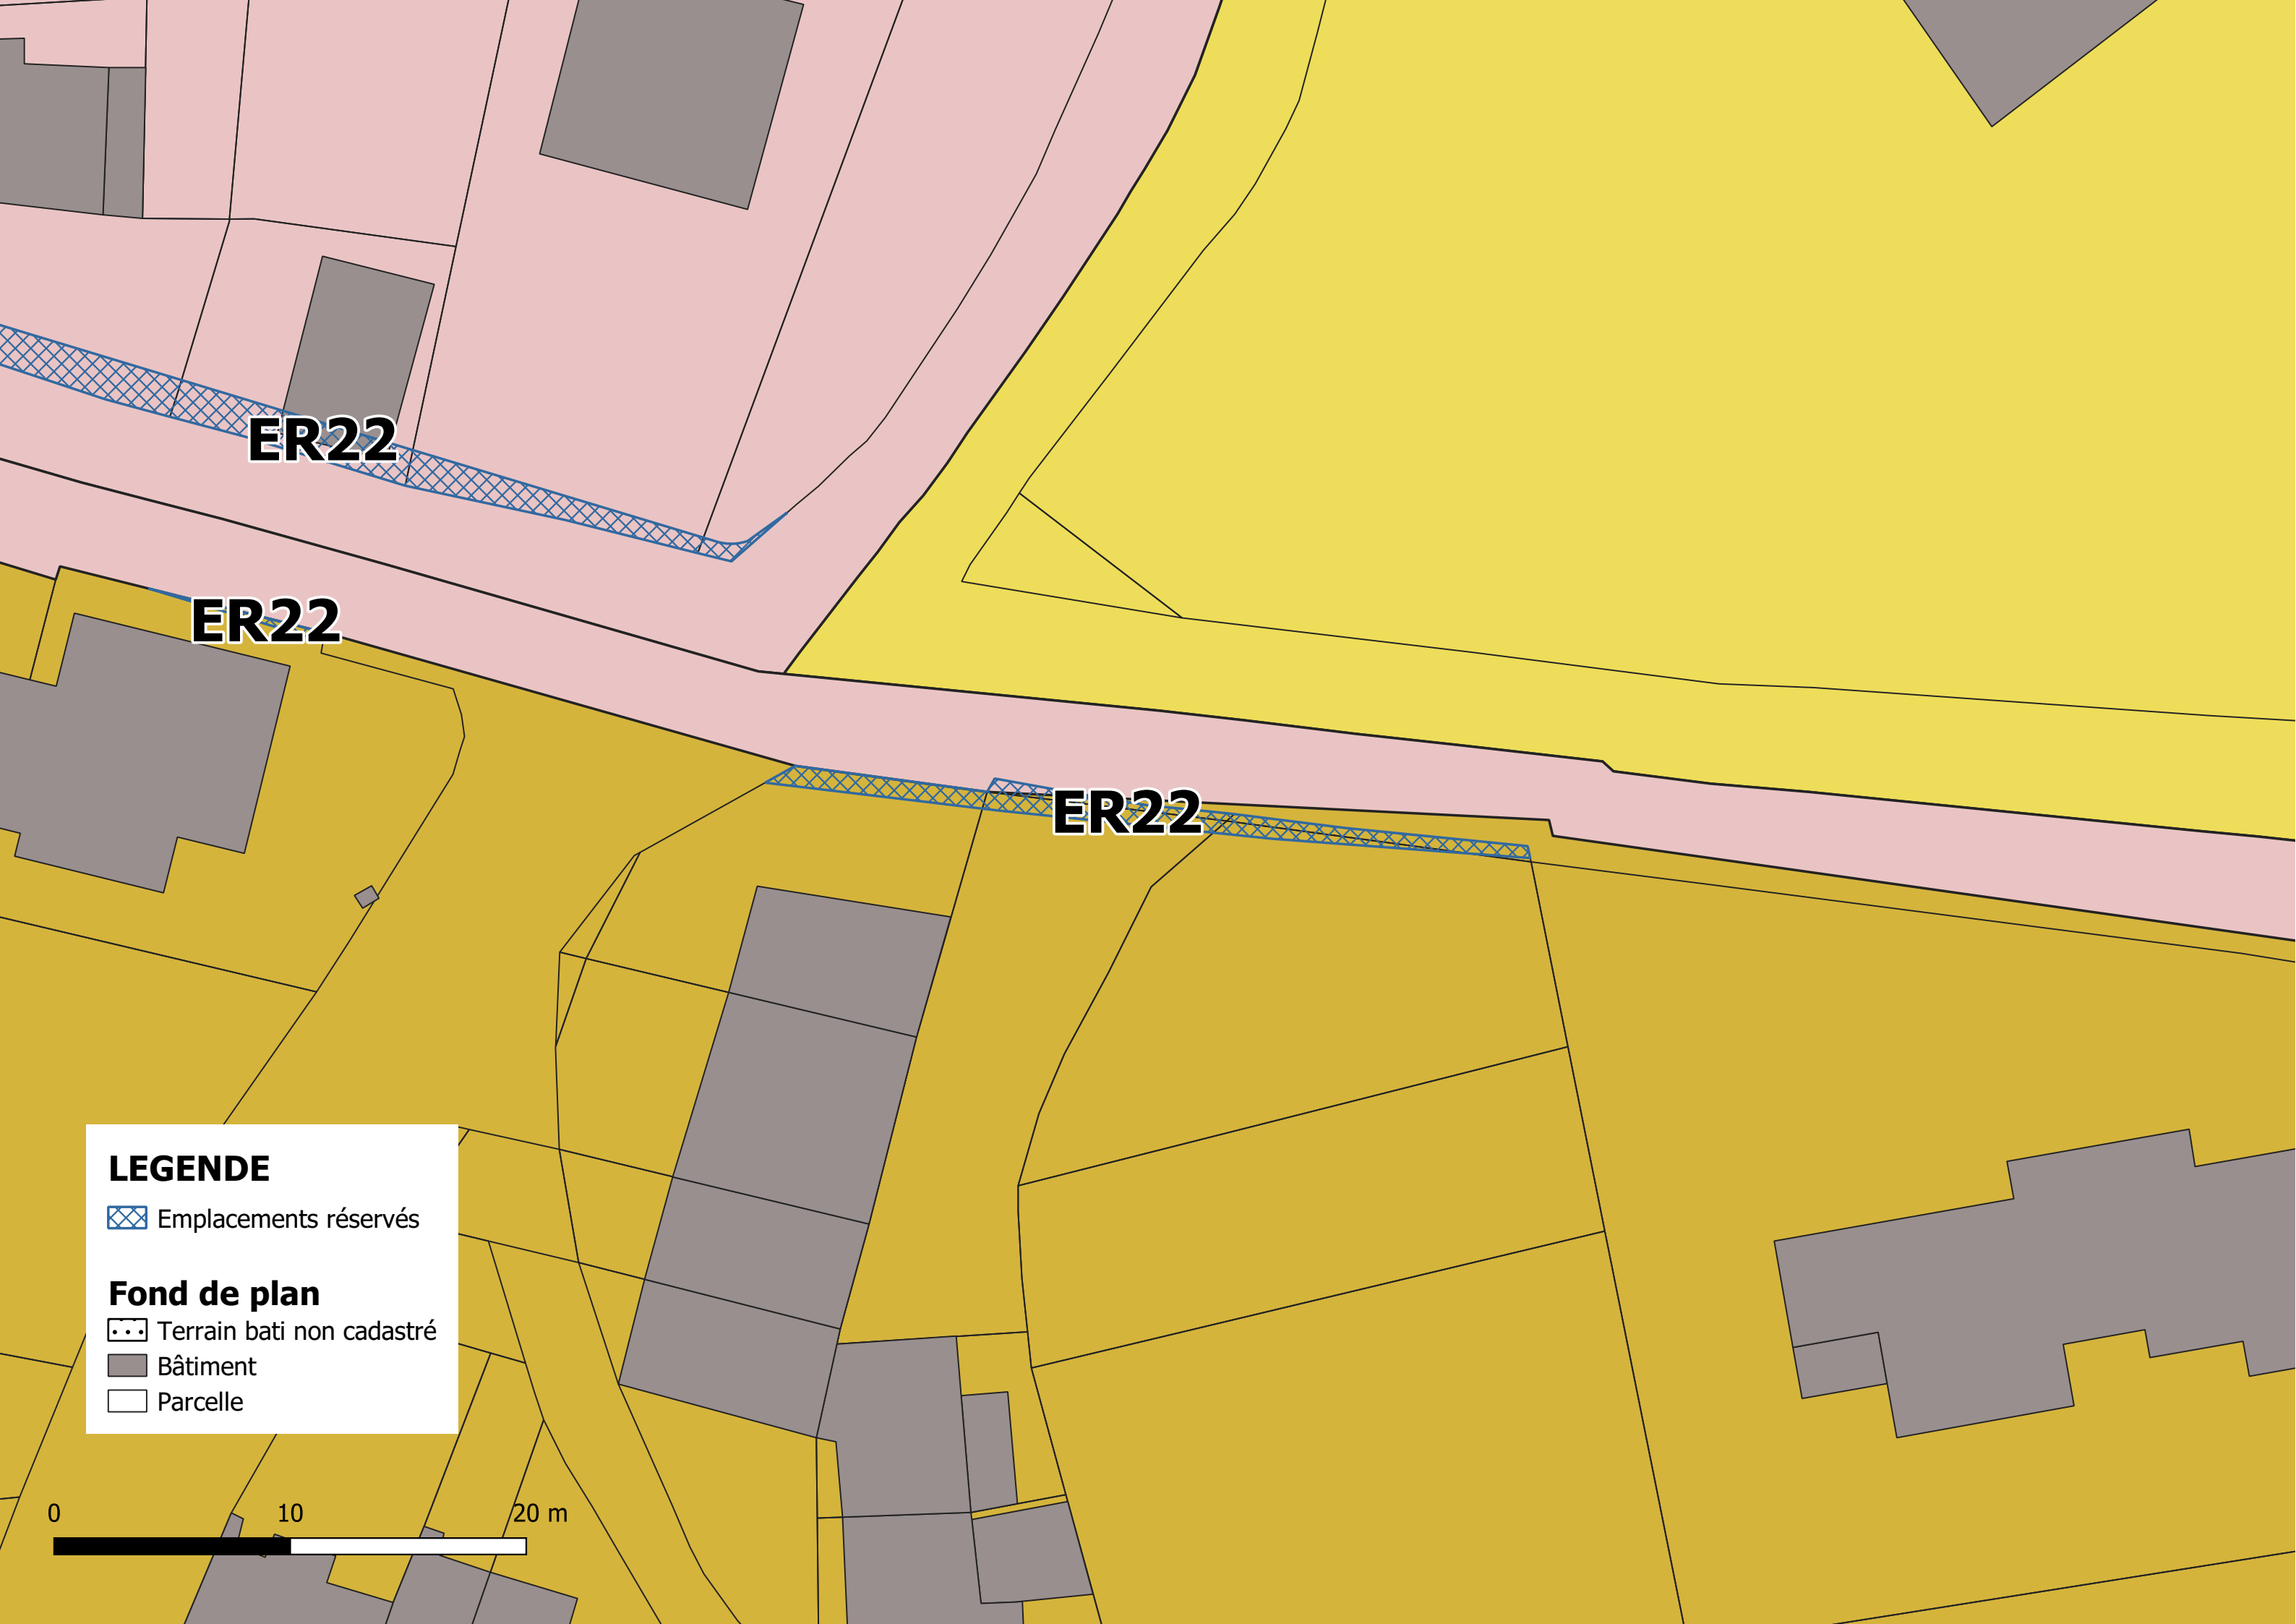 ER22
ER22
ER22
LEGENDE
Emplacements réservés
Fond de plan
Terrain bati non cadastré
Bâtiment
Parcelle
0 10 20 m